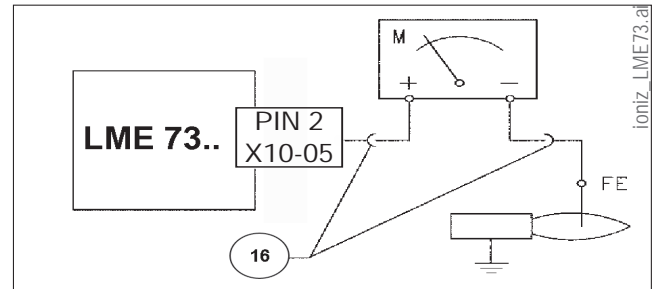 M
+ −
LME 73..
PIN 2
X10-05
FE
16
ioniz_LME73.ai